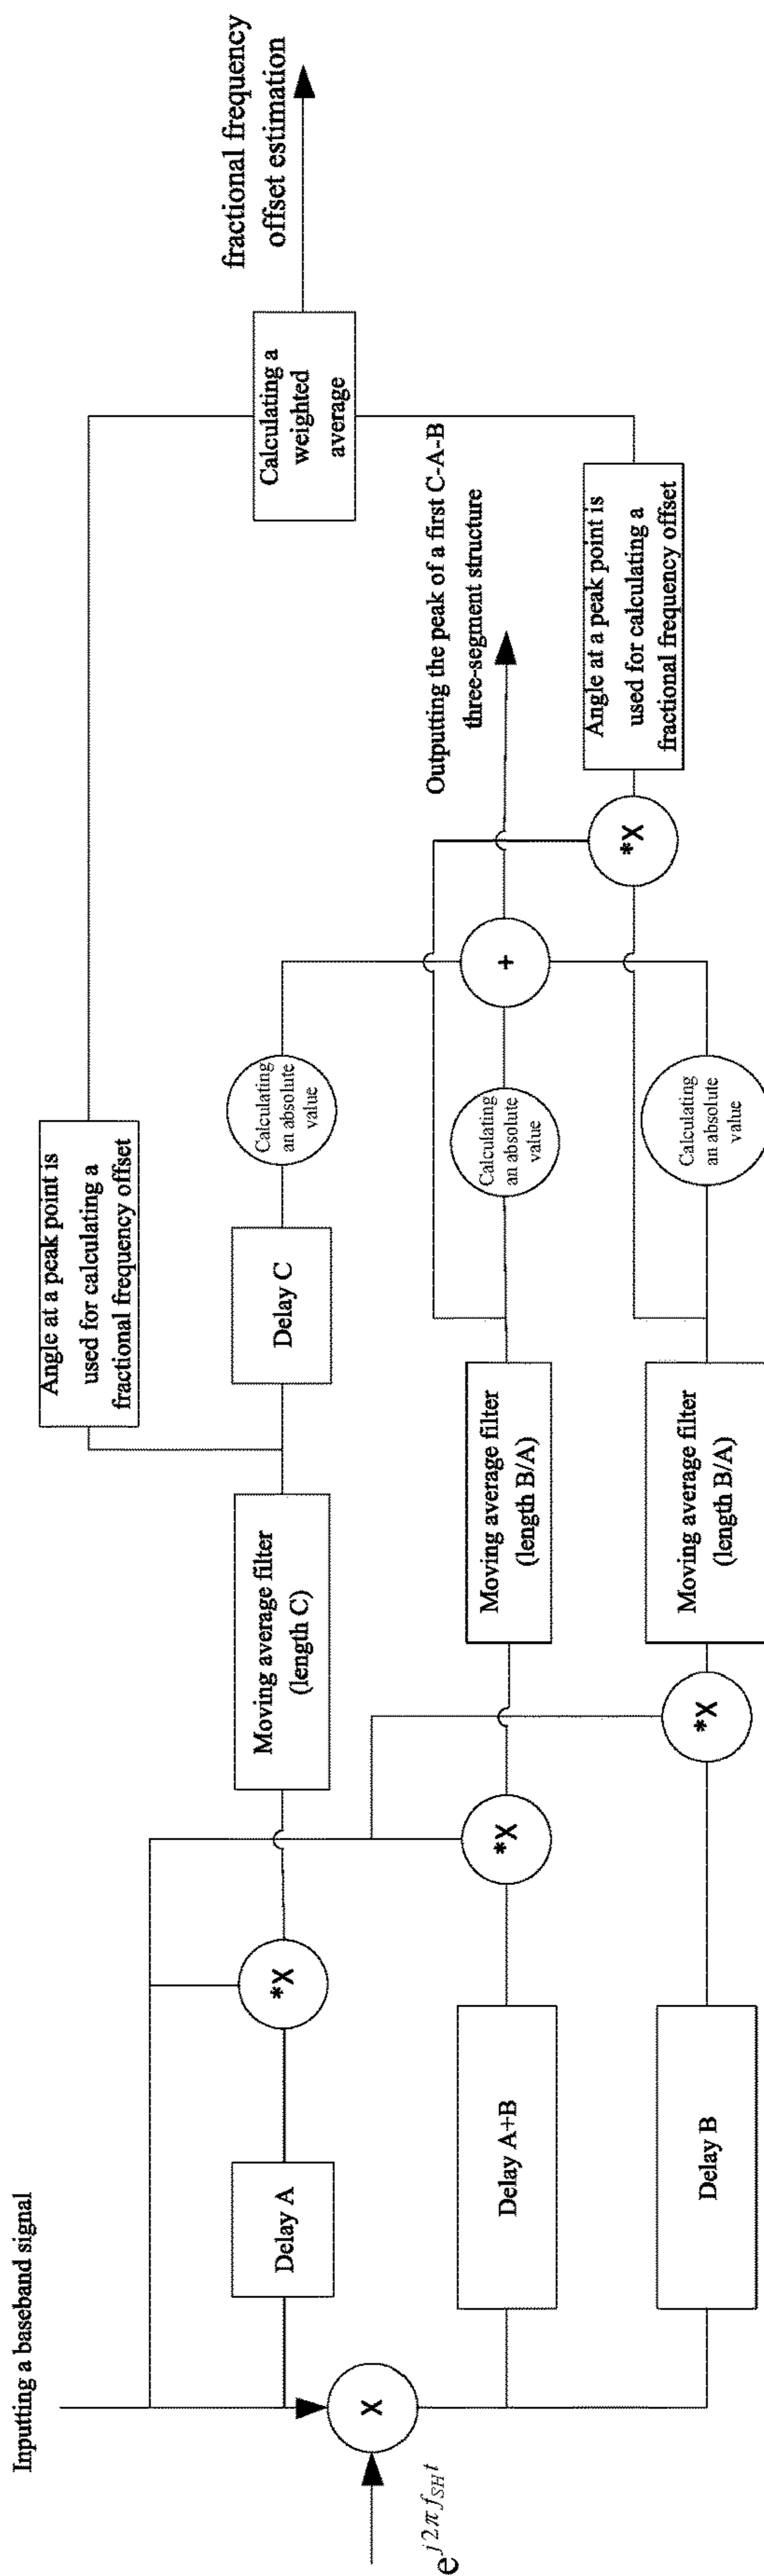 Inputting a baseband signal
e^{j2πf_{SH}t}
X
Delay A
Delay A+B
Delay B
*X
*X
*X
Moving average filter
(length C)
Moving average filter
(length B/A)
Moving average filter
(length B/A)
Angle at a peak point is
used for calculating a
fractional frequency offset
Delay C
Calculating
an absolute
value
Calculating
an absolute
value
Calculating
an absolute
value
+
*X
Outputting the peak of a first C-A-B
three-segment structure
Angle at a peak point is
used for calculating a
fractional frequency offset
Calculating a
weighted
average
fractional frequency
offset estimation